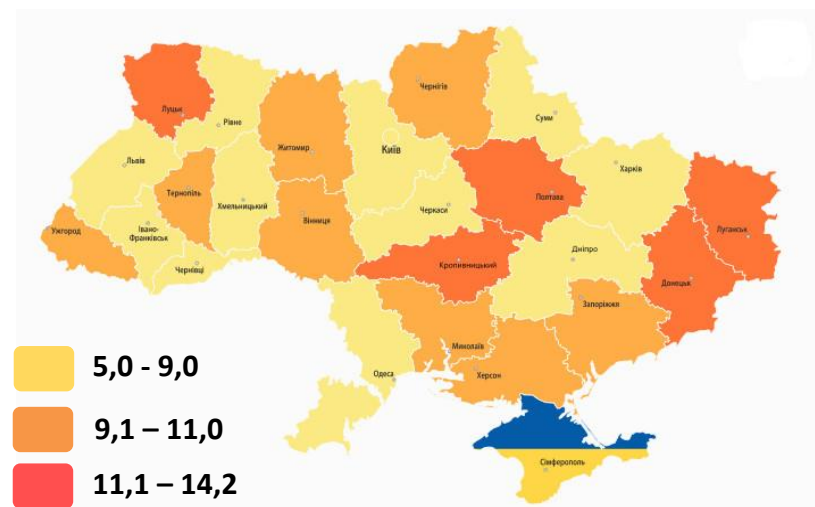 Чернігів
Суми
Луцьк
Рівне
Житомир
Київ
Львів
Харків
Тернопіль
Хмельницький
Полтава
Черкаси
Вінниця
Ужгород
Івано-
Франківськ
Чернівці
Луганськ
Дніпро
Кропивницький
Донецьк
Запоріжжя
Миколаїв
Одеса
Херсон
Сімферополь
5,0 - 9,0
9,1 – 11,0
11,1 – 14,2